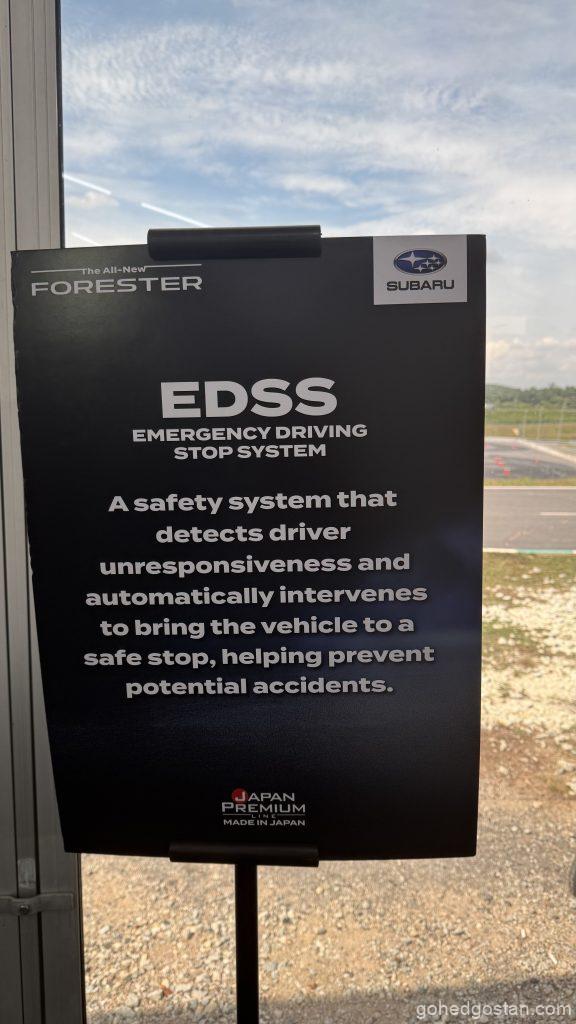 The All-New
FORESTER
SUBARU
EDSS
EMERGENCY DRIVING
STOP SYSTEM
A safety system that
detects driver
unresponsiveness and
automatically intervenes
to bring the vehicle to a
safe stop, helping prevent
potential accidents.
JAPAN
PREMIUM
LINE
MADE IN JAPAN
gohedgostan.com